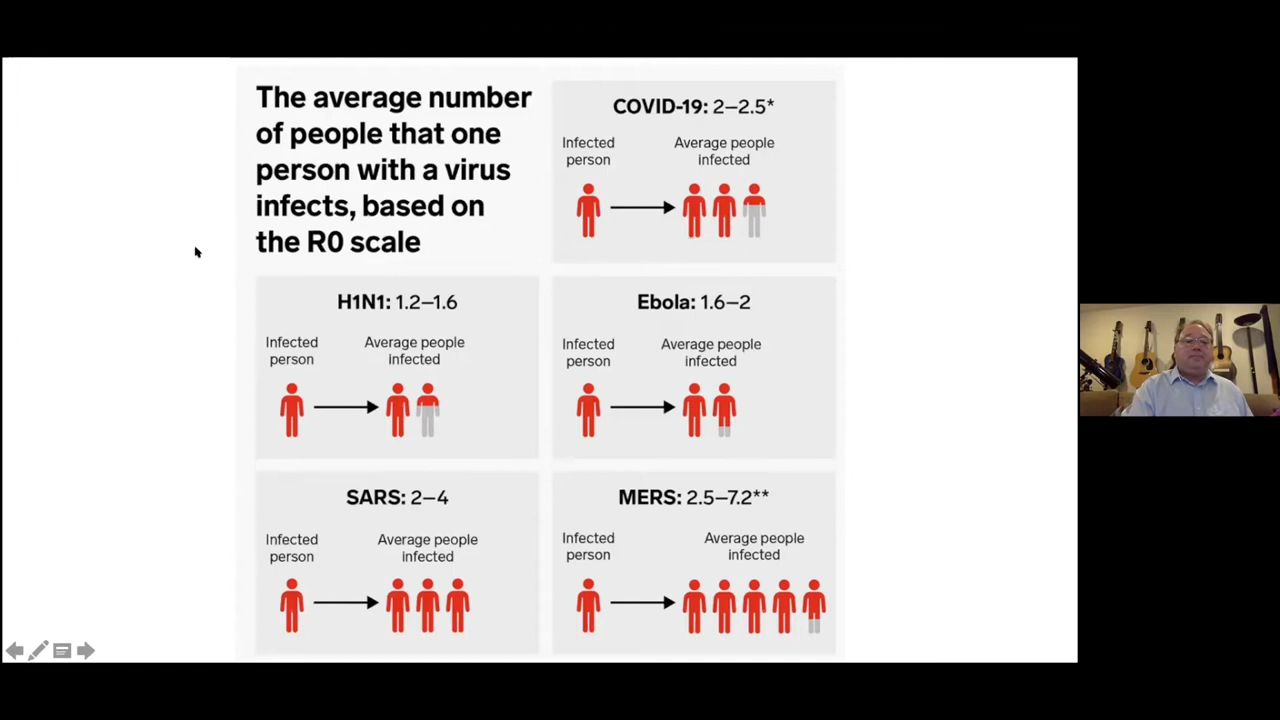 The average number
of people that one
person with a virus
infects, based on
the R0 scale
COVID-19: 2–2.5*
Infected
person
Average people
infected
H1N1: 1.2–1.6
Infected
person
Average people
infected
Ebola: 1.6–2
Infected
person
Average people
infected
SARS: 2–4
Infected
person
Average people
infected
MERS: 2.5–7.2**
Infected
person
Average people
infected